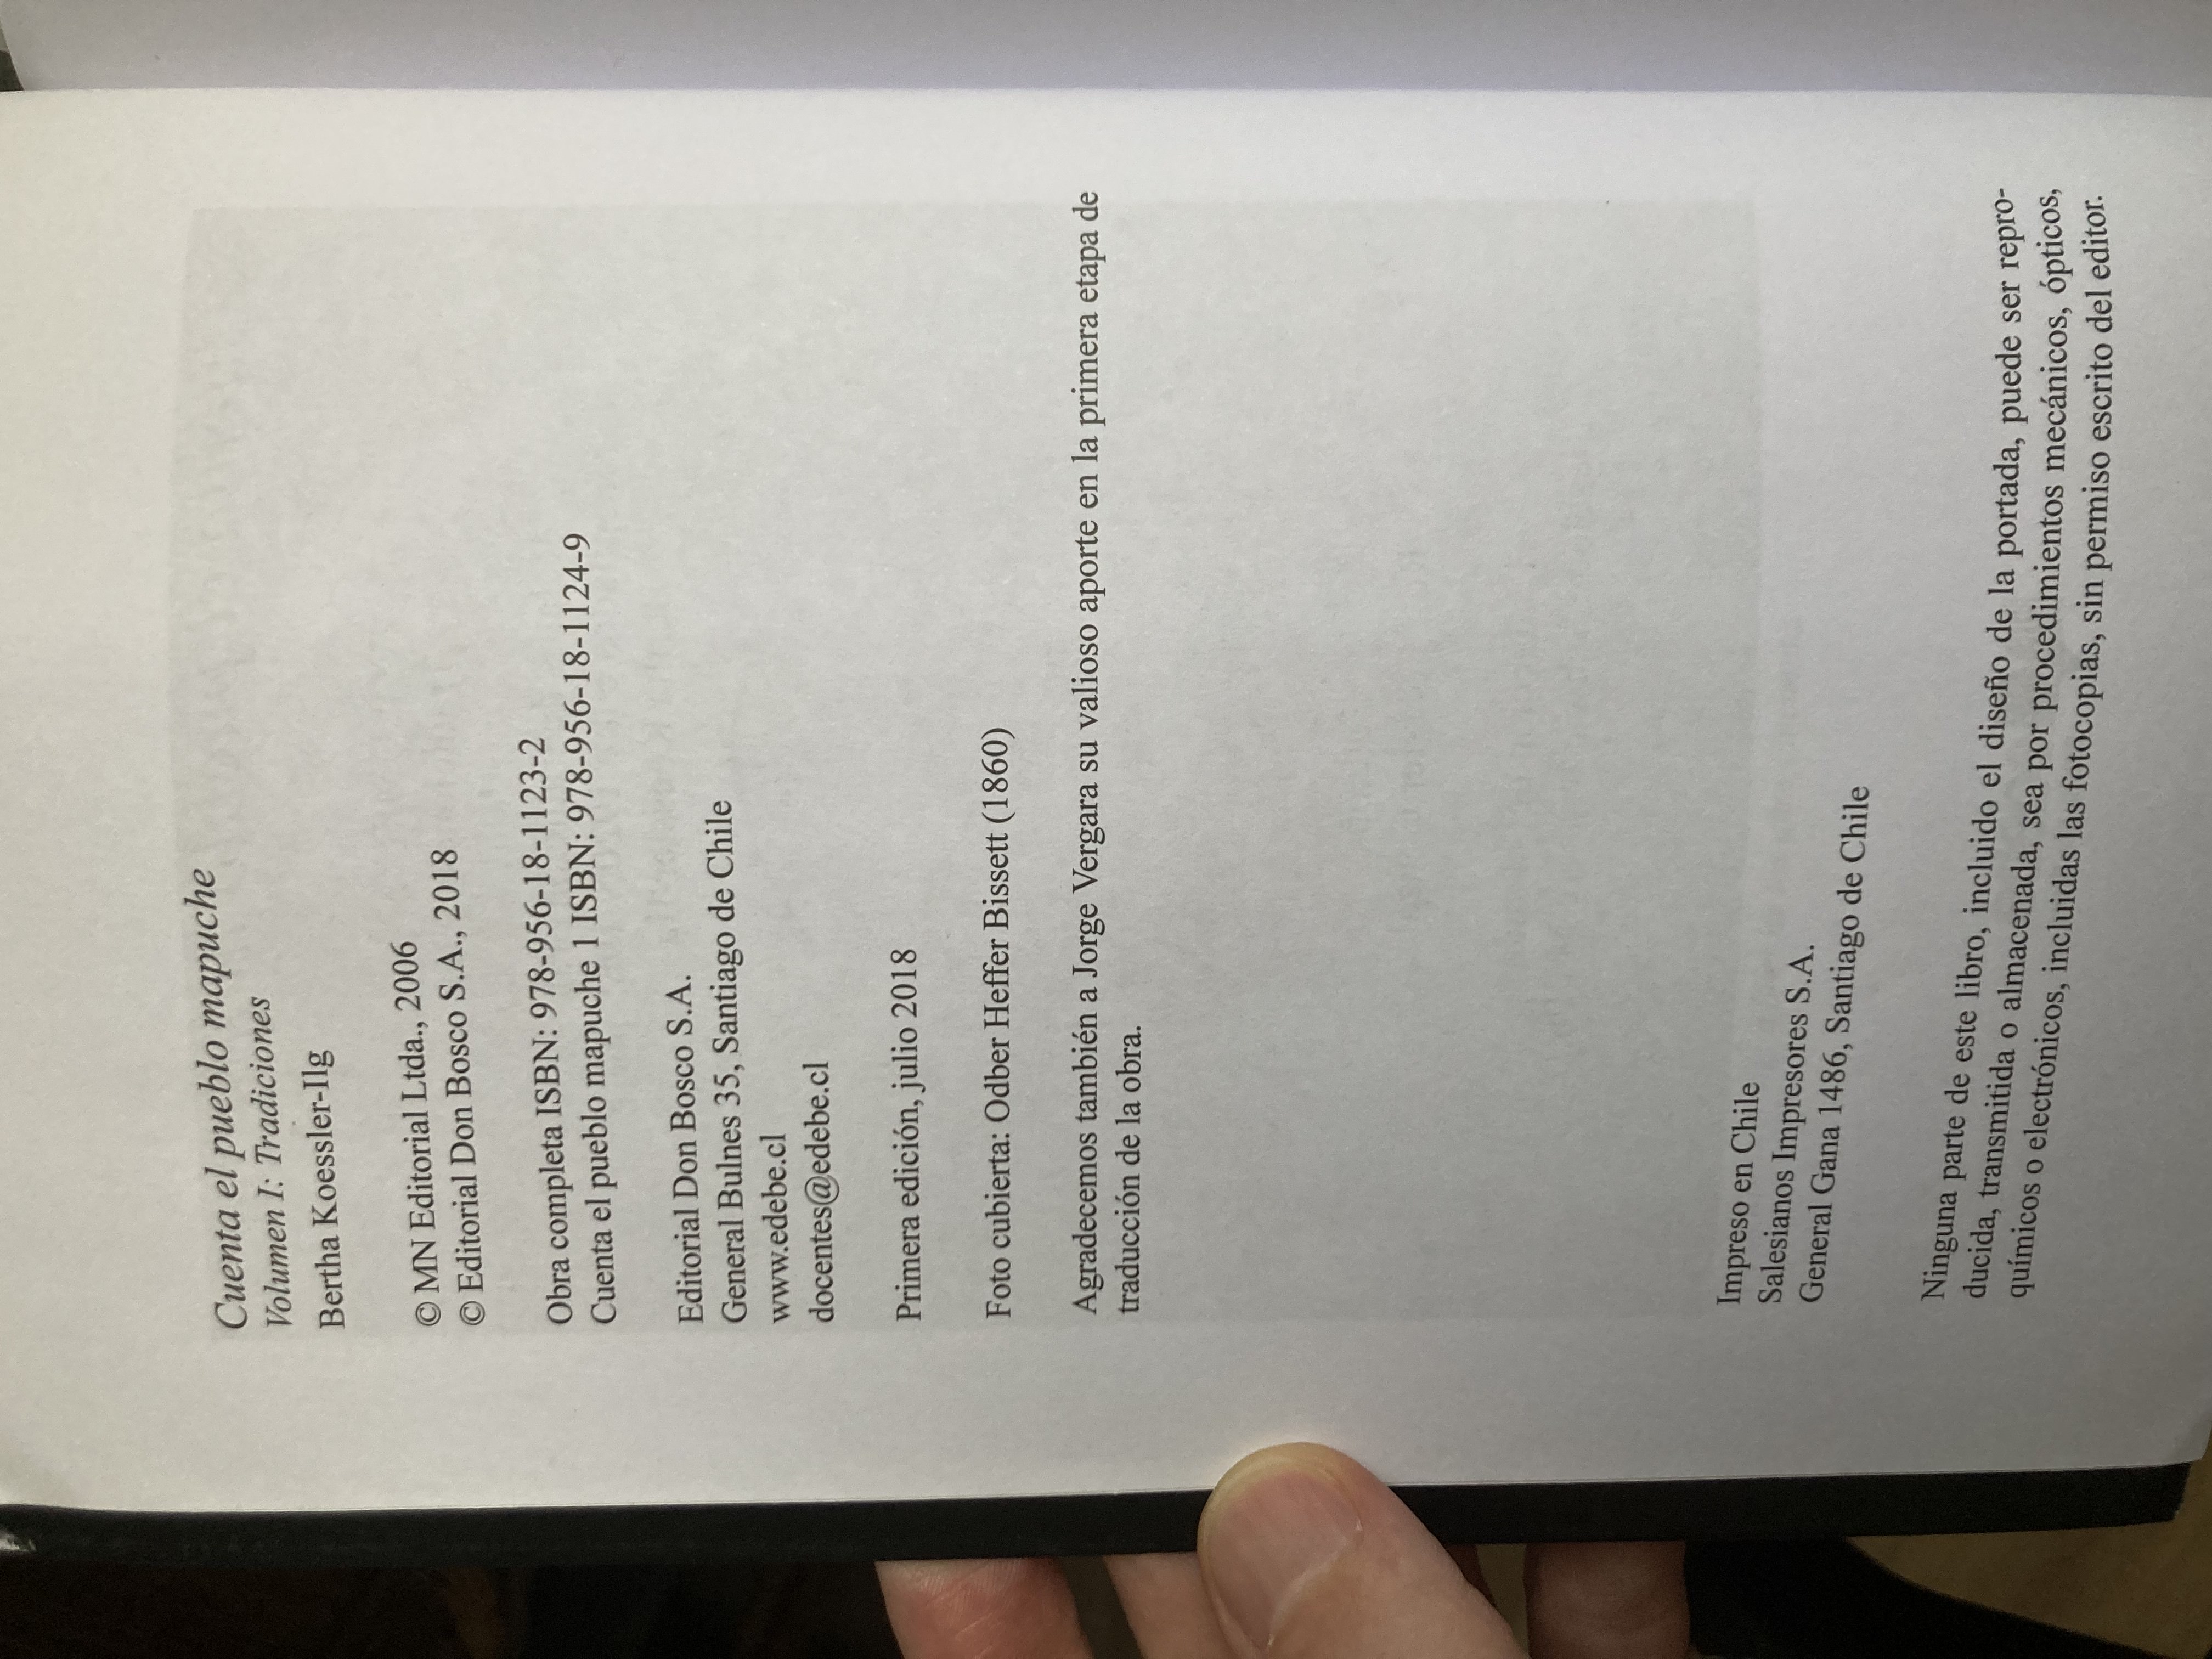 Cuenta el pueblo mapuche
Volumen I: Tradiciones
Bertha Koessler-Ilg
© MN Editorial Ltda., 2006
© Editorial Don Bosco S.A., 2018
Obra completa ISBN: 978-956-18-1123-2
Cuenta el pueblo mapuche 1 ISBN: 978-956-18-1124-9
Editorial Don Bosco S.A.
General Bulnes 35, Santiago de Chile
www.edebe.cl
docentes@edebe.cl
Primera edición, julio 2018
Foto cubierta: Odber Heffer Bissett (1860)
Agradecemos también a Jorge Vergara su valioso aporte en la primera etapa de
traducción de la obra.
Impreso en Chile
Salesianos Impresores S.A.
General Gana 1486, Santiago de Chile
Ninguna parte de este libro, incluido el diseño de la portada, puede ser repro-
ducida, transmitida o almacenada, sea por procedimientos mecánicos, ópticos,
químicos o electrónicos, incluidas las fotocopias, sin permiso escrito del editor.